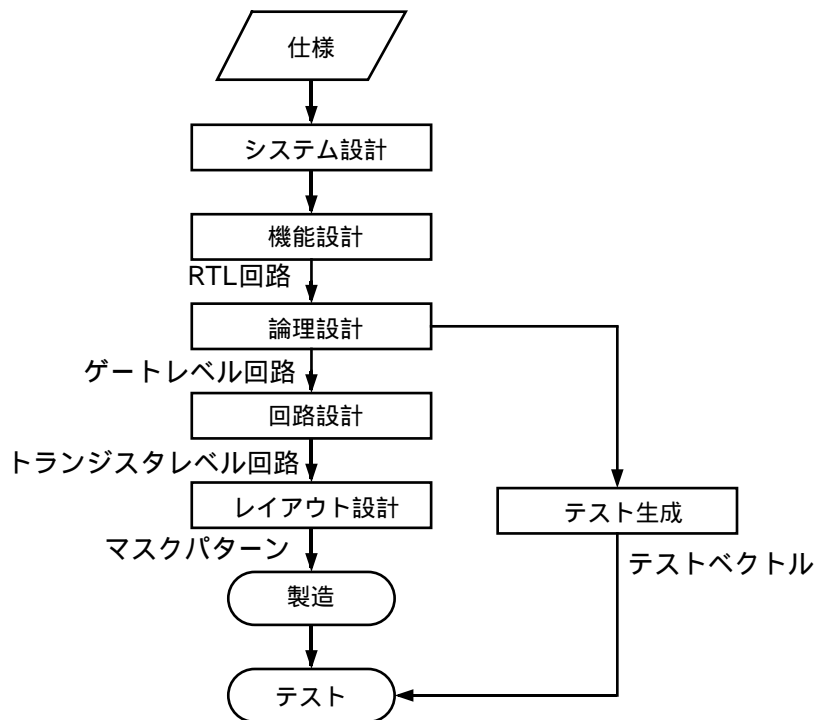 仕様
システム設計
機能設計
RTL回路
論理設計
ゲートレベル回路
回路設計
トランジスタレベル回路
レイアウト設計
テスト生成
マスクパターン
テストベクトル
製造
テスト